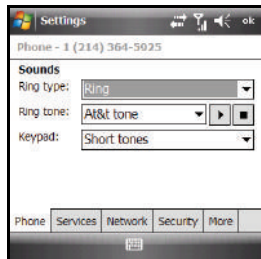 Settings ok
Phone - 1 (214) 364-5925
Sounds
Ring type: Ring
Ring tone: At&t tone
Keypad: Short tones
Phone Services Network Security More